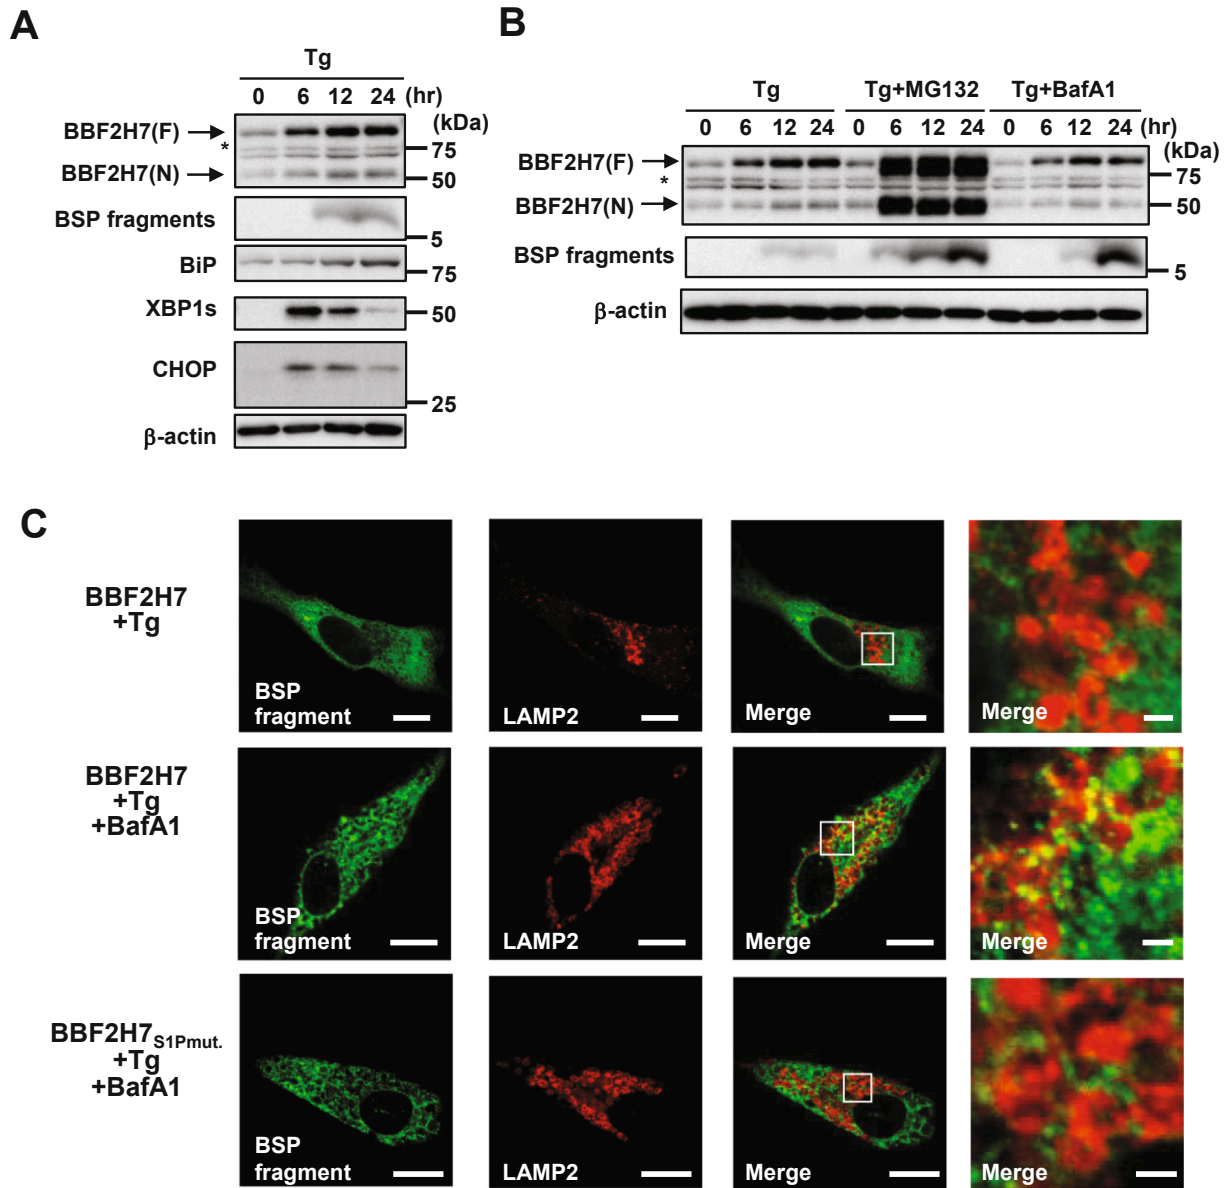 A
Tg
0 6 12 24 (hr)
(kDa)
BBF2H7(F)
*
75
BBF2H7(N)
50
BSP fragments
5
BiP
75
XBP1s
50
CHOP
25
β-actin
B
Tg Tg+MG132 Tg+BafA1
0 6 12 24 0 6 12 24 0 6 12 24 (hr)
(kDa)
BBF2H7(F)
75
*
BBF2H7(N)
50
BSP fragments
5
β-actin
C
BBF2H7
+Tg
BSP
fragment
LAMP2
Merge
Merge
BBF2H7
+Tg
+BafA1
BSP
fragment
LAMP2
Merge
Merge
BBF2H7S1Pmut.
+Tg
+BafA1
BSP
fragment
LAMP2
Merge
Merge